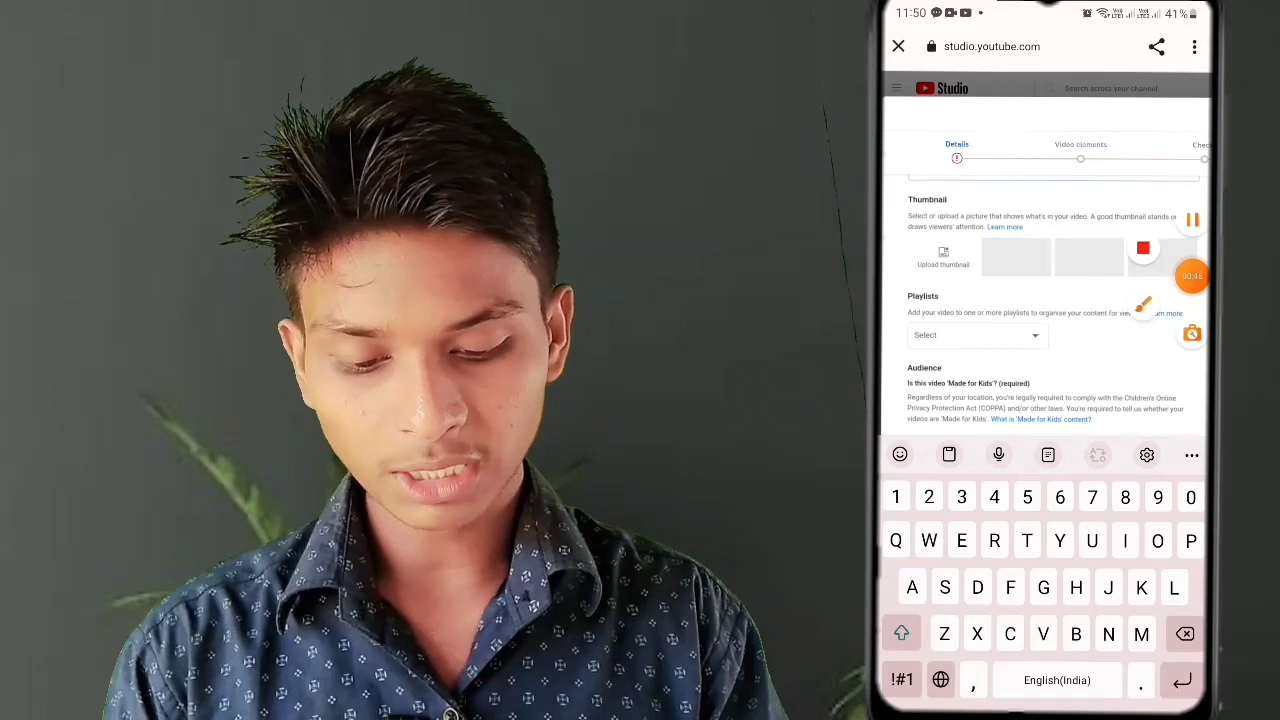 11:50
41%
studio.youtube.com
Studio
Search across your channel
Details
Video elements
Chec
Thumbnail
Select or upload a picture that shows what's in your video. A good thumbnail stands o
draws viewers' attention. Learn more
Upload thumbnail
00:46
Playlists
Add your video to one or more playlists to organise your content for vie
rn more
Select
Audience
Is this video 'Made for Kids'? (required)
Regardless of your location, you're legally required to comply with the Children's Online
Privacy Protection Act (COPPA) and/or other laws. You're required to tell us whether your
videos are 'Made for Kids'. What is 'Made for Kids' content?
1 2 3 4 5 6 7 8 9 0
Q W E R T Y U I O P
A S D F G H J K L
Z X C V B N M
!#1 , English(India) .